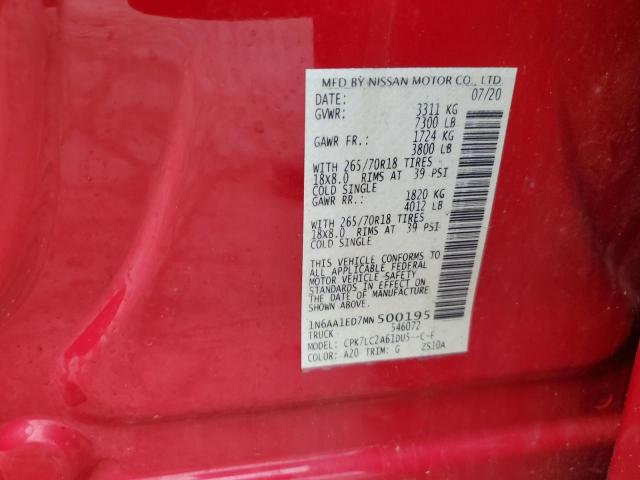 MFD BY NISSAN MOTOR CO., LTD.
DATE: 07/20
GVWR: 3311 KG
7300 LB
GAWR FR.: 1724 KG
3800 LB
WITH 265/70R18 TIRES
18X8.0 RIMS AT 39 PSI
COLD SINGLE
GAWR RR.: 1820 KG
4012 LB
WITH 265/70R18 TIRES
18X8.0 RIMS AT 39 PSI
COLD SINGLE
THIS VEHICLE CONFORMS TO
ALL APPLICABLE FEDERAL
MOTOR VEHICLE SAFETY
STANDARDS IN EFFECT ON
THE DATE OF MANUFACTURE
SHOWN ABOVE.
1N6AA1ED7MN500195
TRUCK 546072
MODEL: CPK7LC2A61DU5--C-F
COLOR: A20 TRIM: G ZS10A